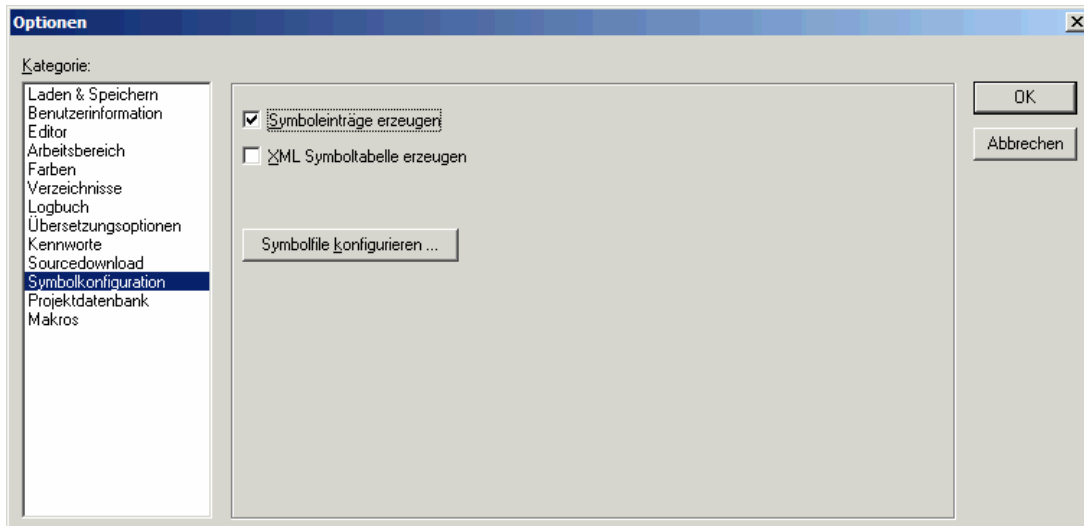 Optionen
Kategorie:
Laden & Speichern
Benutzerinformation
Editor
Arbeitsbereich
Farben
Verzeichnisse
Logbuch
Übersetzungsoptionen
Kennworte
Sourcedownload
Symbolkonfiguration
Projektdatenbank
Makros
Symboleinträge erzeugen
XML Symboltabelle erzeugen
Symbolfile konfigurieren ...
OK
Abbrechen